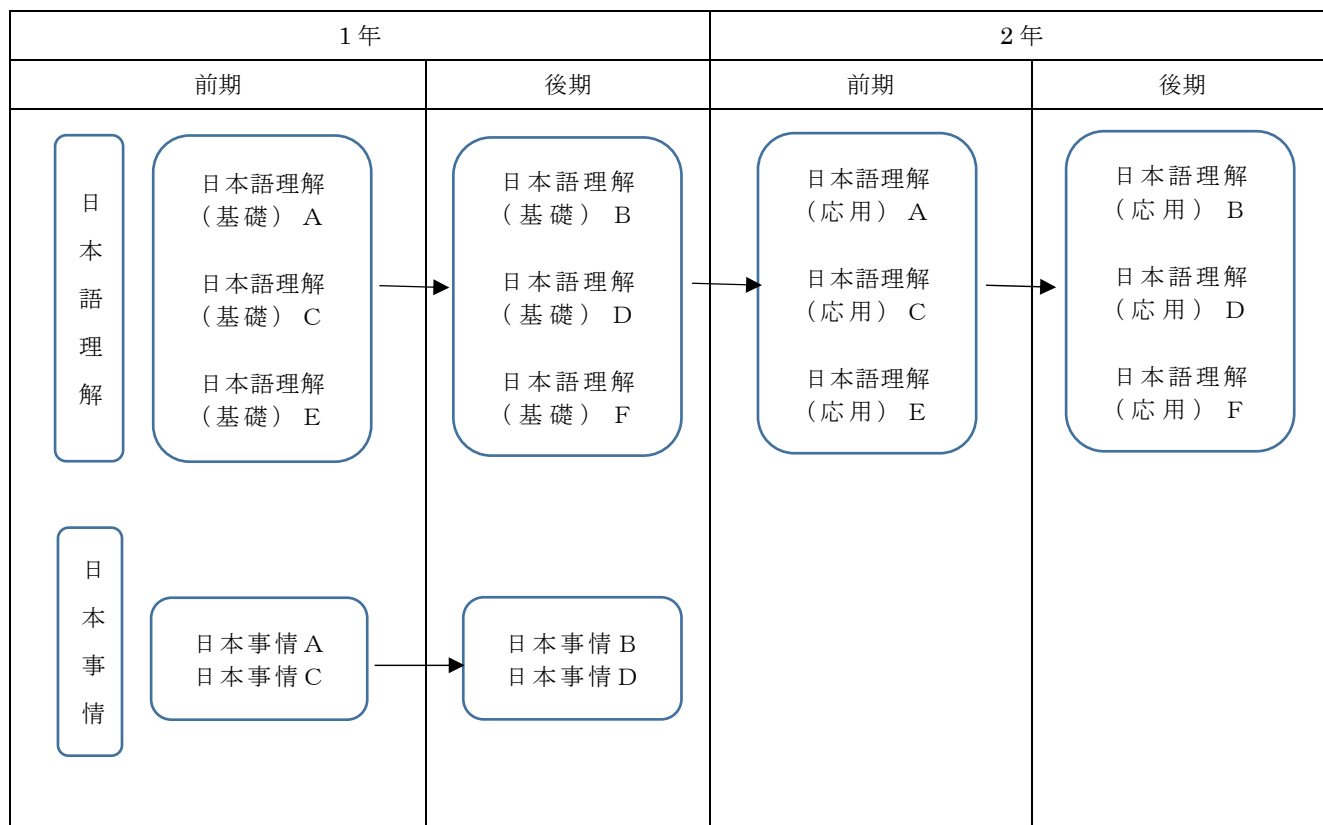 1年
2年
前期
後期
前期
後期
日本語理解
日本語理解
(基礎) A
日本語理解
(基礎) C
日本語理解
(基礎) E
日本語理解
(基礎) B
日本語理解
(基礎) D
日本語理解
(基礎) F
日本語理解
(応用) A
日本語理解
(応用) C
日本語理解
(応用) E
日本語理解
(応用) B
日本語理解
(応用) D
日本語理解
(応用) F
日本事情
日本事情A
日本事情C
日本事情B
日本事情D